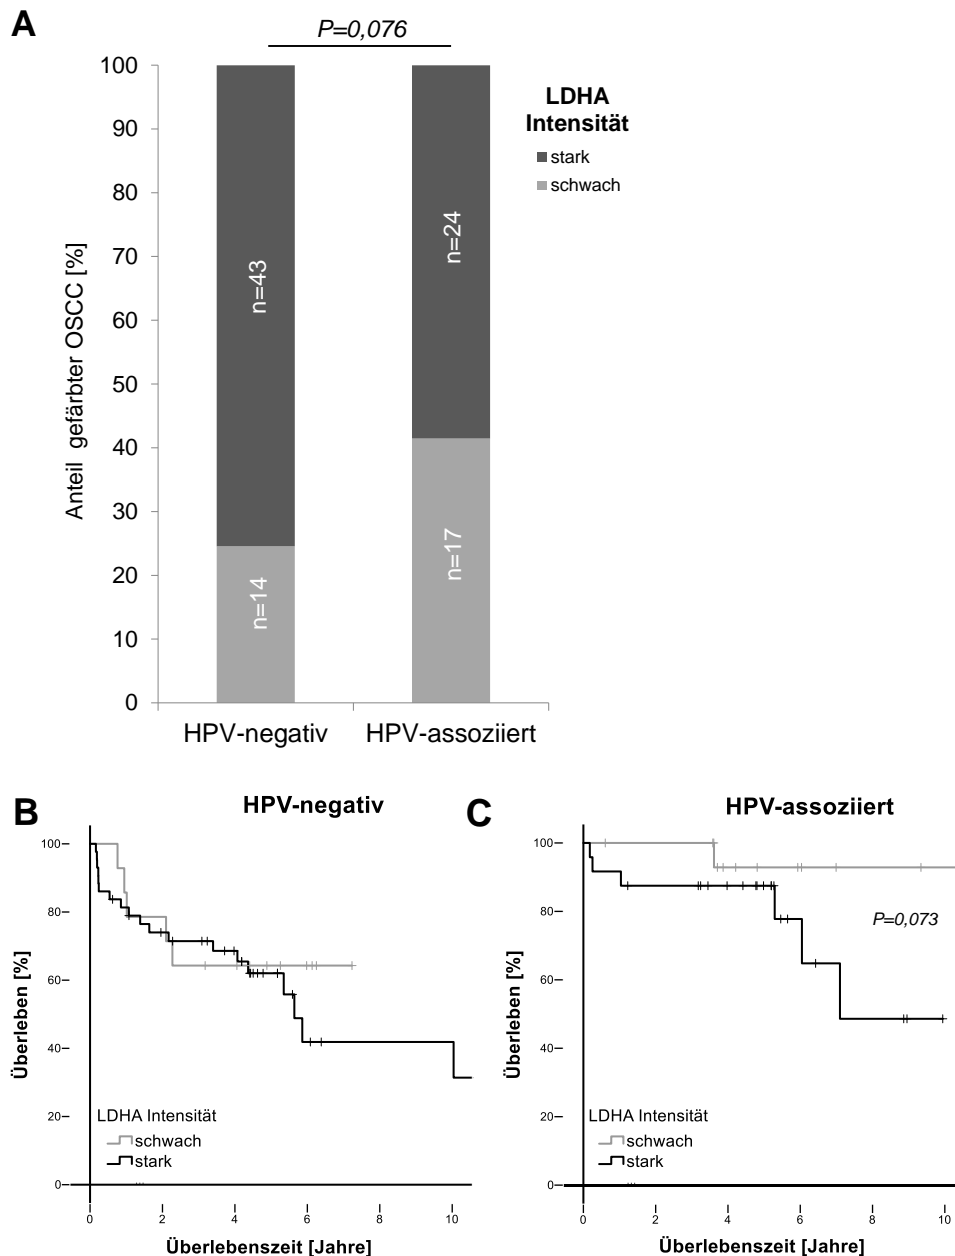 A
P=0,076
100
90
80
70
60
50
40
30
20
10
0
Anteil gefärbter OSCC [%]
n=43
n=14
n=24
n=17
HPV-negativ
HPV-assoziiert
LDHA
Intensität
stark
schwach
B
HPV-negativ
100
80
60
40
20
0
Überleben [%]
LDHA Intensität
schwach
stark
0
2
4
6
8
10
Überlebenszeit [Jahre]
C
HPV-assoziiert
100
80
60
40
20
0
Überleben [%]
P=0,073
LDHA Intensität
schwach
stark
0
2
4
6
8
10
Überlebenszeit [Jahre]